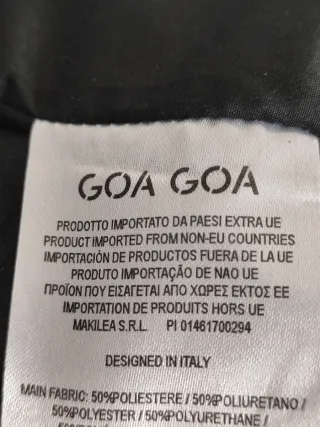 GOA GOA
PRODOTTO IMPORTATO DA PAESI EXTRA UE
PRODUCT IMPORTED FROM NON-EU COUNTRIES
IMPORTACIÓN DE PRODUCTOS FUERA DE LA UE
PRODUTO IMPORTAÇÃO DE NAO UE
ΠΡΟΪΟΝ ΠΟΥ ΕΙΣΑΓΕΤΑΙ ΑΠΟ ΧΩΡΕΣ ΕΚΤΟΣ ΕΕ
IMPORTATION DE PRODUITS HORS UE
MAKILEA S.R.L. PI 01461700294
DESIGNED IN ITALY
MAIN FABRIC: 50%POLIESTERE / 50%POLIURETANO /
50%POLYESTER / 50%POLYURETHANE /